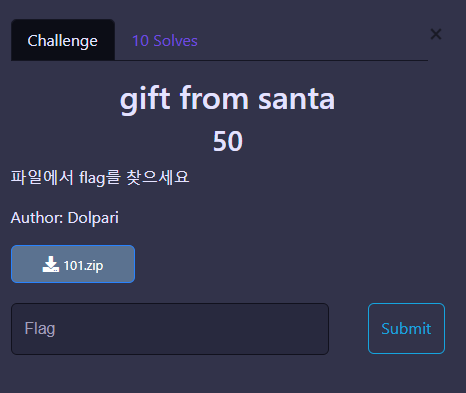 Challenge
10 Solves
×
gift from santa
50
파일에서 flag를 찾으세요
Author: Dolpari
101.zip
Flag
Submit